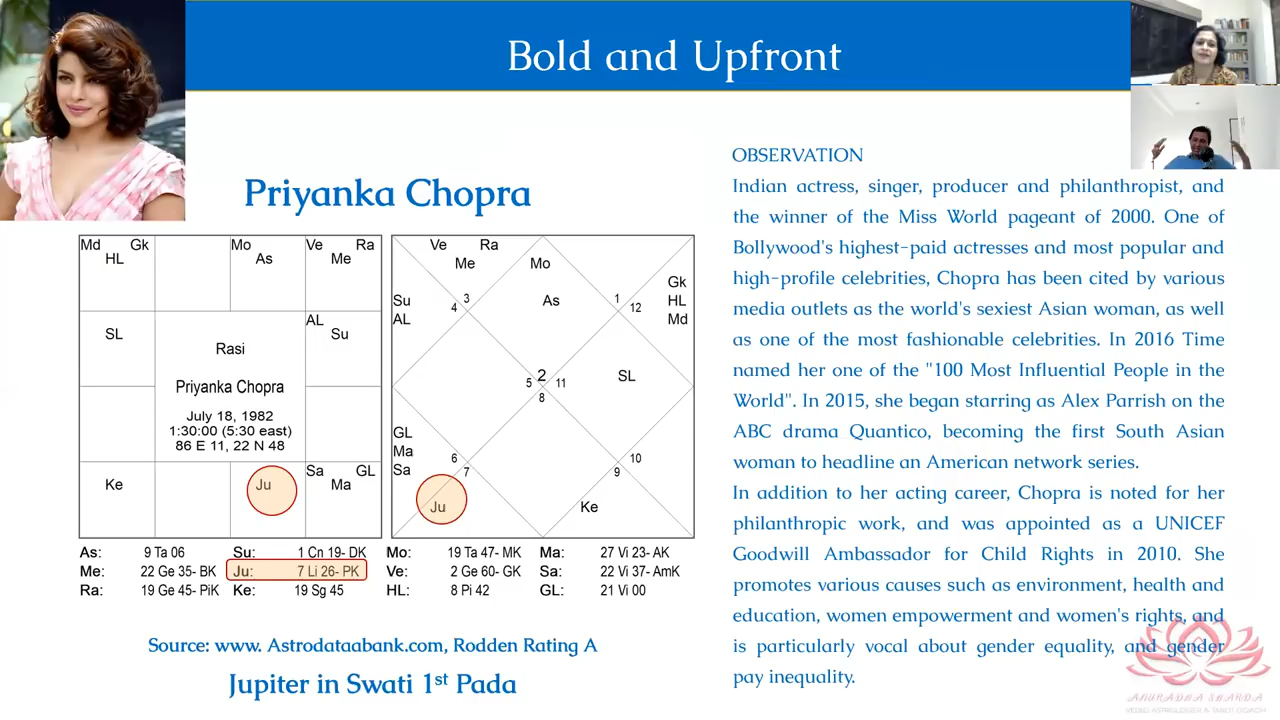 Bold and Upfront
Priyanka Chopra
Md Gk Mo Ve Ra
HL As Me
SL
AL
Su
Rasi
Priyanka Chopra
July 18, 1982
1:30:00 (5:30 east)
86 E 11, 22 N 48
Ke Ju Sa GL
Ma
Ve Ra
Me Mo
Gk
Su As HL
AL Md
4 3 1 12
SL
5 2 11
8
GL
Ma
Sa
6 7 10 9
Ju Ke
As: 9 Ta 06 Su: 1 Cn 19- DK Mo: 19 Ta 47- MK Ma: 27 Vi 23- AK
Me: 22 Ge 35- BK Ju: 7 Li 26- PK Ve: 2 Ge 60- GK Sa: 22 Vi 37- AmK
Ra: 19 Ge 45- PiK Ke: 19 Sg 45 HL: 8 Pi 42 GL: 21 Vi 00
Source: www. Astrodataabank.com, Rodden Rating A
Jupiter in Swati 1st Pada
OBSERVATION
Indian actress, singer, producer and philanthropist, and
the winner of the Miss World pageant of 2000. One of
Bollywood's highest-paid actresses and most popular and
high-profile celebrities, Chopra has been cited by various
media outlets as the world's sexiest Asian woman, as well
as one of the most fashionable celebrities. In 2016 Time
named her one of the "100 Most Influential People in the
World". In 2015, she began starring as Alex Parrish on the
ABC drama Quantico, becoming the first South Asian
woman to headline an American network series.
In addition to her acting career, Chopra is noted for her
philanthropic work, and was appointed as a UNICEF
Goodwill Ambassador for Child Rights in 2010. She
promotes various causes such as environment, health and
education, women empowerment and women's rights, and
is particularly vocal about gender equality, and gender
pay inequality.
ANURADHA SHARDA
VEDIC ASTROLOGER & TAROT COACH